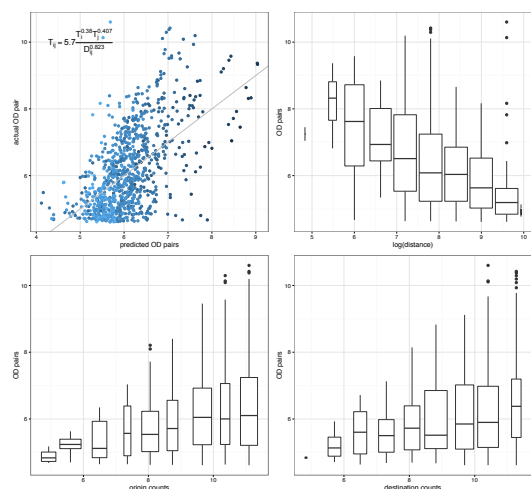 T_ij = 5.7 T_i^0.38 T_j^0.407 / D_ij^0.823
actual OD pair
10
8
6
4 5 6 7 8 9
predicted OD pairs
OD pairs
10
8
6
5 6 7 8 9 10
log(distance)
OD pairs
10
8
6
6 8 10
origin counts
OD pairs
10
8
6
6 8 10
destination counts